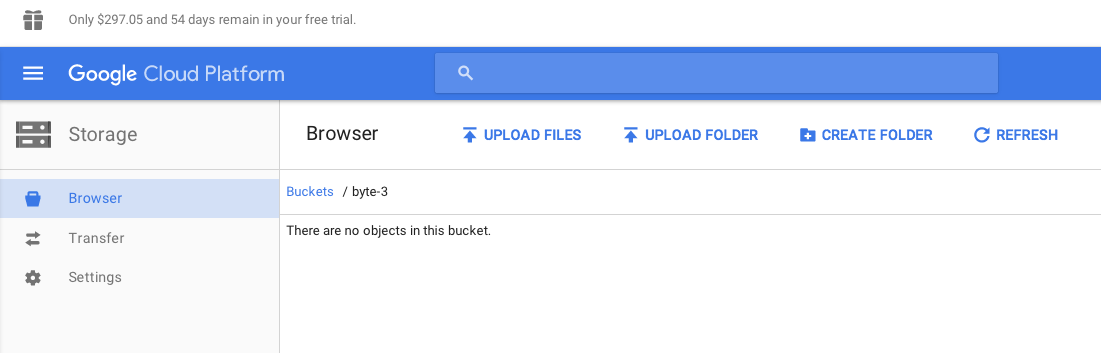 Only $297.05 and 54 days remain in your free trial.
Google Cloud Platform
Storage
Browser
Transfer
Settings
Browser
UPLOAD FILES
UPLOAD FOLDER
CREATE FOLDER
REFRESH
Buckets / byte-3
There are no objects in this bucket.